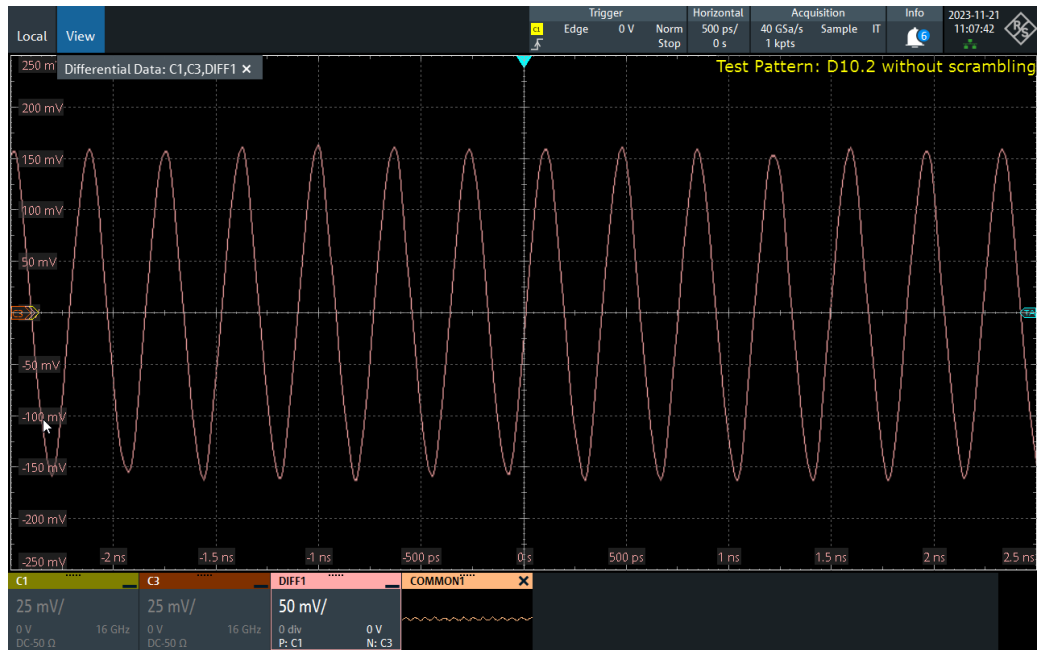 Trigger Horizontal Acquisition Info 2023-11-21
Local View C1 Edge 0 V Norm 500 ps/ 40 GSa/s Sample IT 6 11:07:42 R&S
Stop 0 s 1 kpts
250 m Differential Data: C1,C3,DIFF1 × Test Pattern: D10.2 without scrambling
200 mV
150 mV
100 mV
50 mV
C3 TA
-50 mV
-100 mV
-150 mV
-200 mV
-250 mV -2 ns -1.5 ns -1 ns -500 ps 0 s 500 ps 1 ns 1.5 ns 2 ns 2.5 ns
C1 C3 DIFF1 COMMON1 ×
25 mV/ 25 mV/ 50 mV/
0 V 16 GHz 0 V 16 GHz 0 div 0 V
DC-50 Ω DC-50 Ω P: C1 N: C3